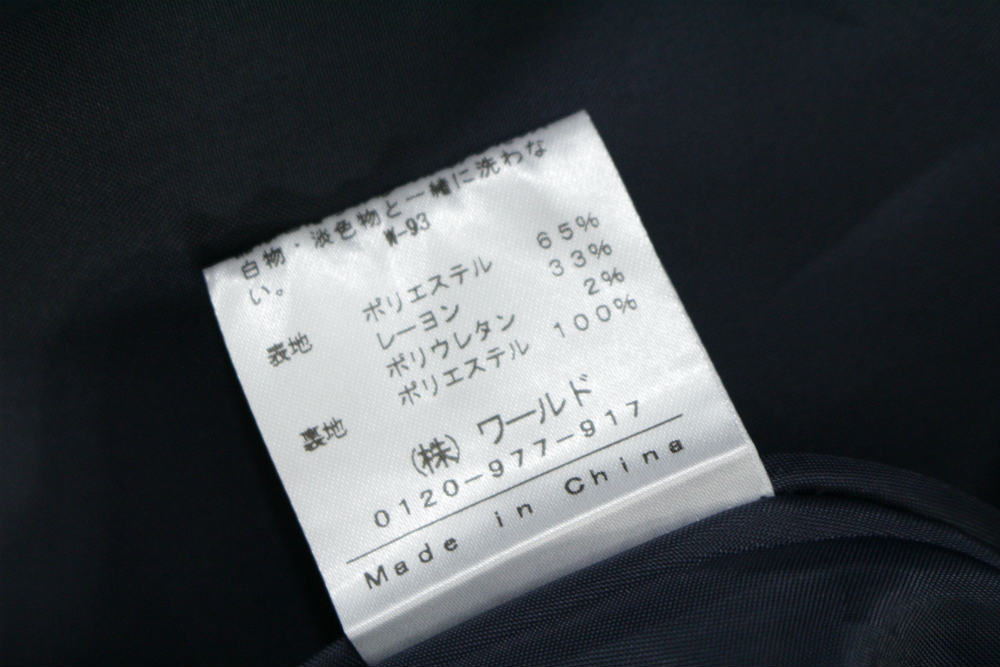 白物・淡色物と一緒に洗わな
い。
W-93
表地 ポリエステル 65%
レーヨン 33%
ポリウレタン 2%
裏地 ポリエステル 100%
(株)ワールド
0120-977-917
Made in China